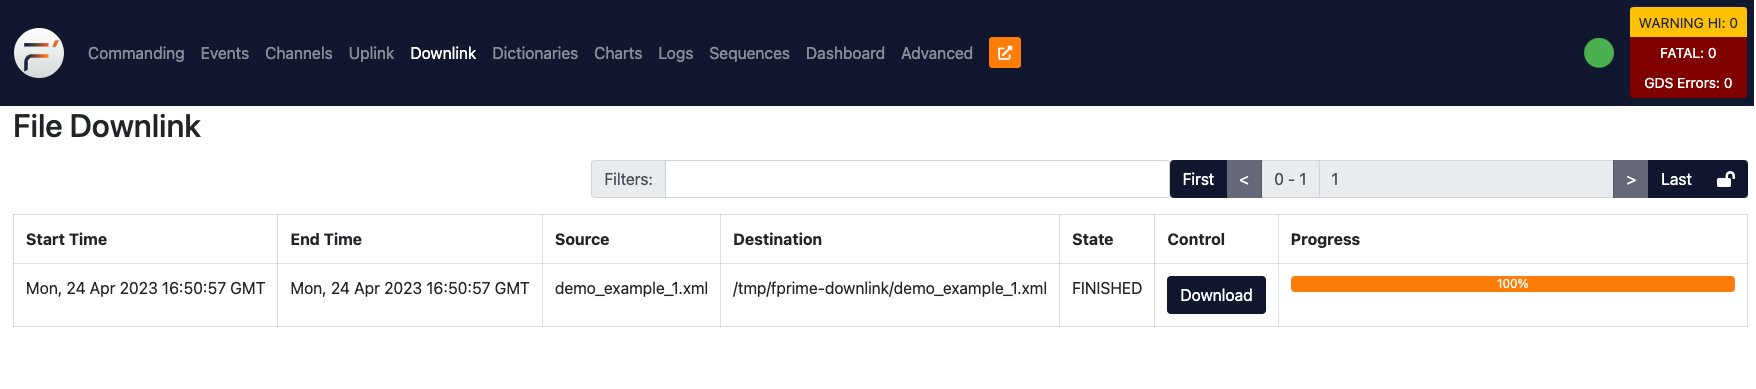 Commanding Events Channels Uplink Downlink Dictionaries Charts Logs Sequences Dashboard Advanced
WARNING HI: 0
FATAL: 0
GDS Errors: 0
File Downlink
Filters: First < 0 - 1 1 > Last
Start Time End Time Source Destination State Control Progress
Mon, 24 Apr 2023 16:50:57 GMT Mon, 24 Apr 2023 16:50:57 GMT demo_example_1.xml /tmp/fprime-downlink/demo_example_1.xml FINISHED Download 100%